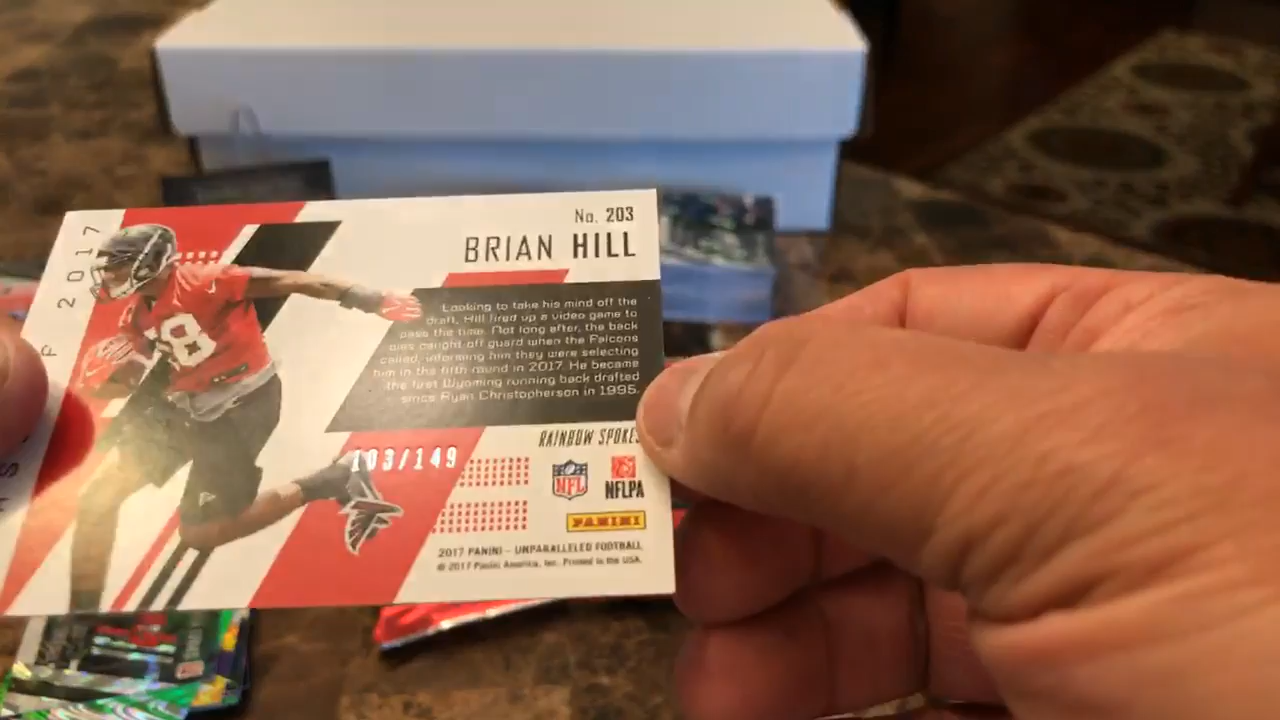 No. 203
BRIAN HILL
2017
Looking to take his mind off the
draft, Hill fired up a video game to
pass the time. Not long after, the back
was caught off guard when the Falcons
called, informing him they were selecting
him in the fifth round in 2017. He became
the first Wyoming running back drafted
since Ryan Christopherson in 1995.
RAINBOW SPOKES
103/149
NFL
NFLPA
PANINI
2017 PANINI - UNPARALLELED FOOTBALL
© 2017 Panini America, Inc. Printed in the USA.